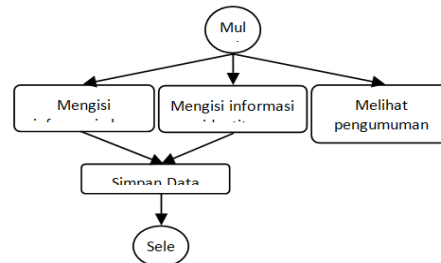 Mul
Mengisi
Mengisi informasi
Melihat
pengumuman
Simpan Data
Sele